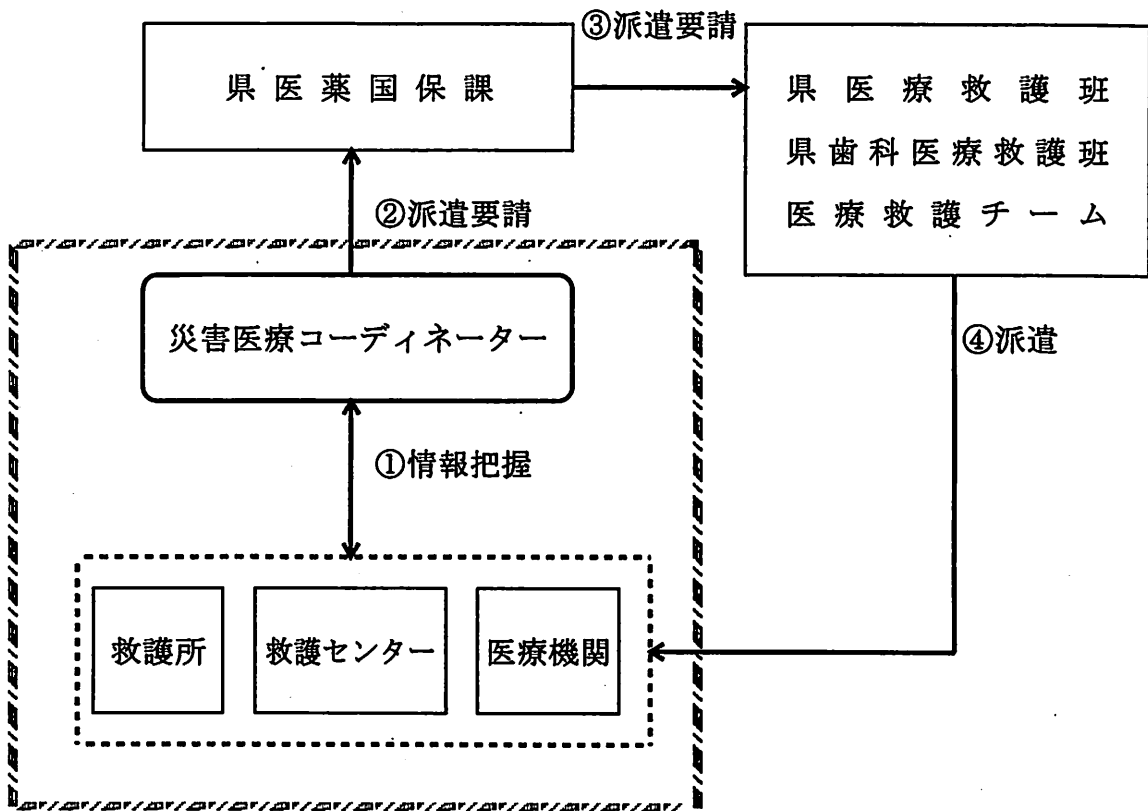 ③派遣要請
県医薬国保課
県医療救護班
県歯科医療救護班
医療救護チーム
②派遣要請
災害医療コーディネーター
④派遣
①情報把握
救護所
救護センター
医療機関